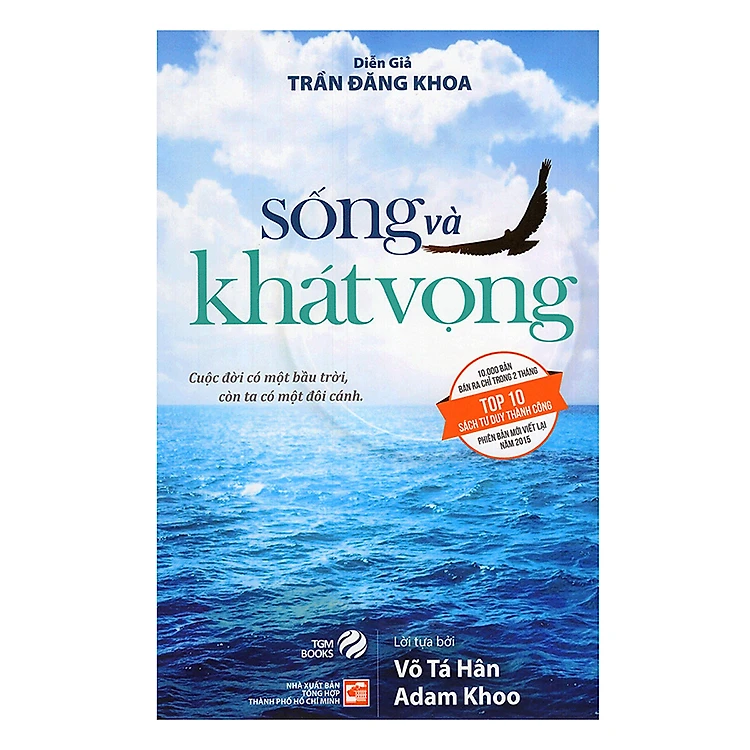 Diễn Giả
TRẦN ĐĂNG KHOA
sống và
khát vọng
Cuộc đời có một bầu trời,
còn ta có một đôi cánh.
10.000 BẢN
BÁN RA CHỈ TRONG 2 THÁNG
TOP 10
SÁCH TƯ DUY THÀNH CÔNG
PHIÊN BẢN MỚI VIẾT LẠI
NĂM 2015
TGM
BOOKS
NHÀ XUẤT BẢN
TỔNG HỢP
THÀNH PHỐ HỒ CHÍ MINH
Lời tựa bởi
Võ Tá Hân
Adam Khoo